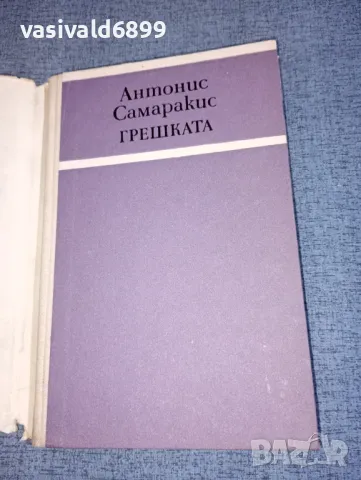 vasivald6899
Антонис
Самаракис
ГРЕШКАТА
BAZAR